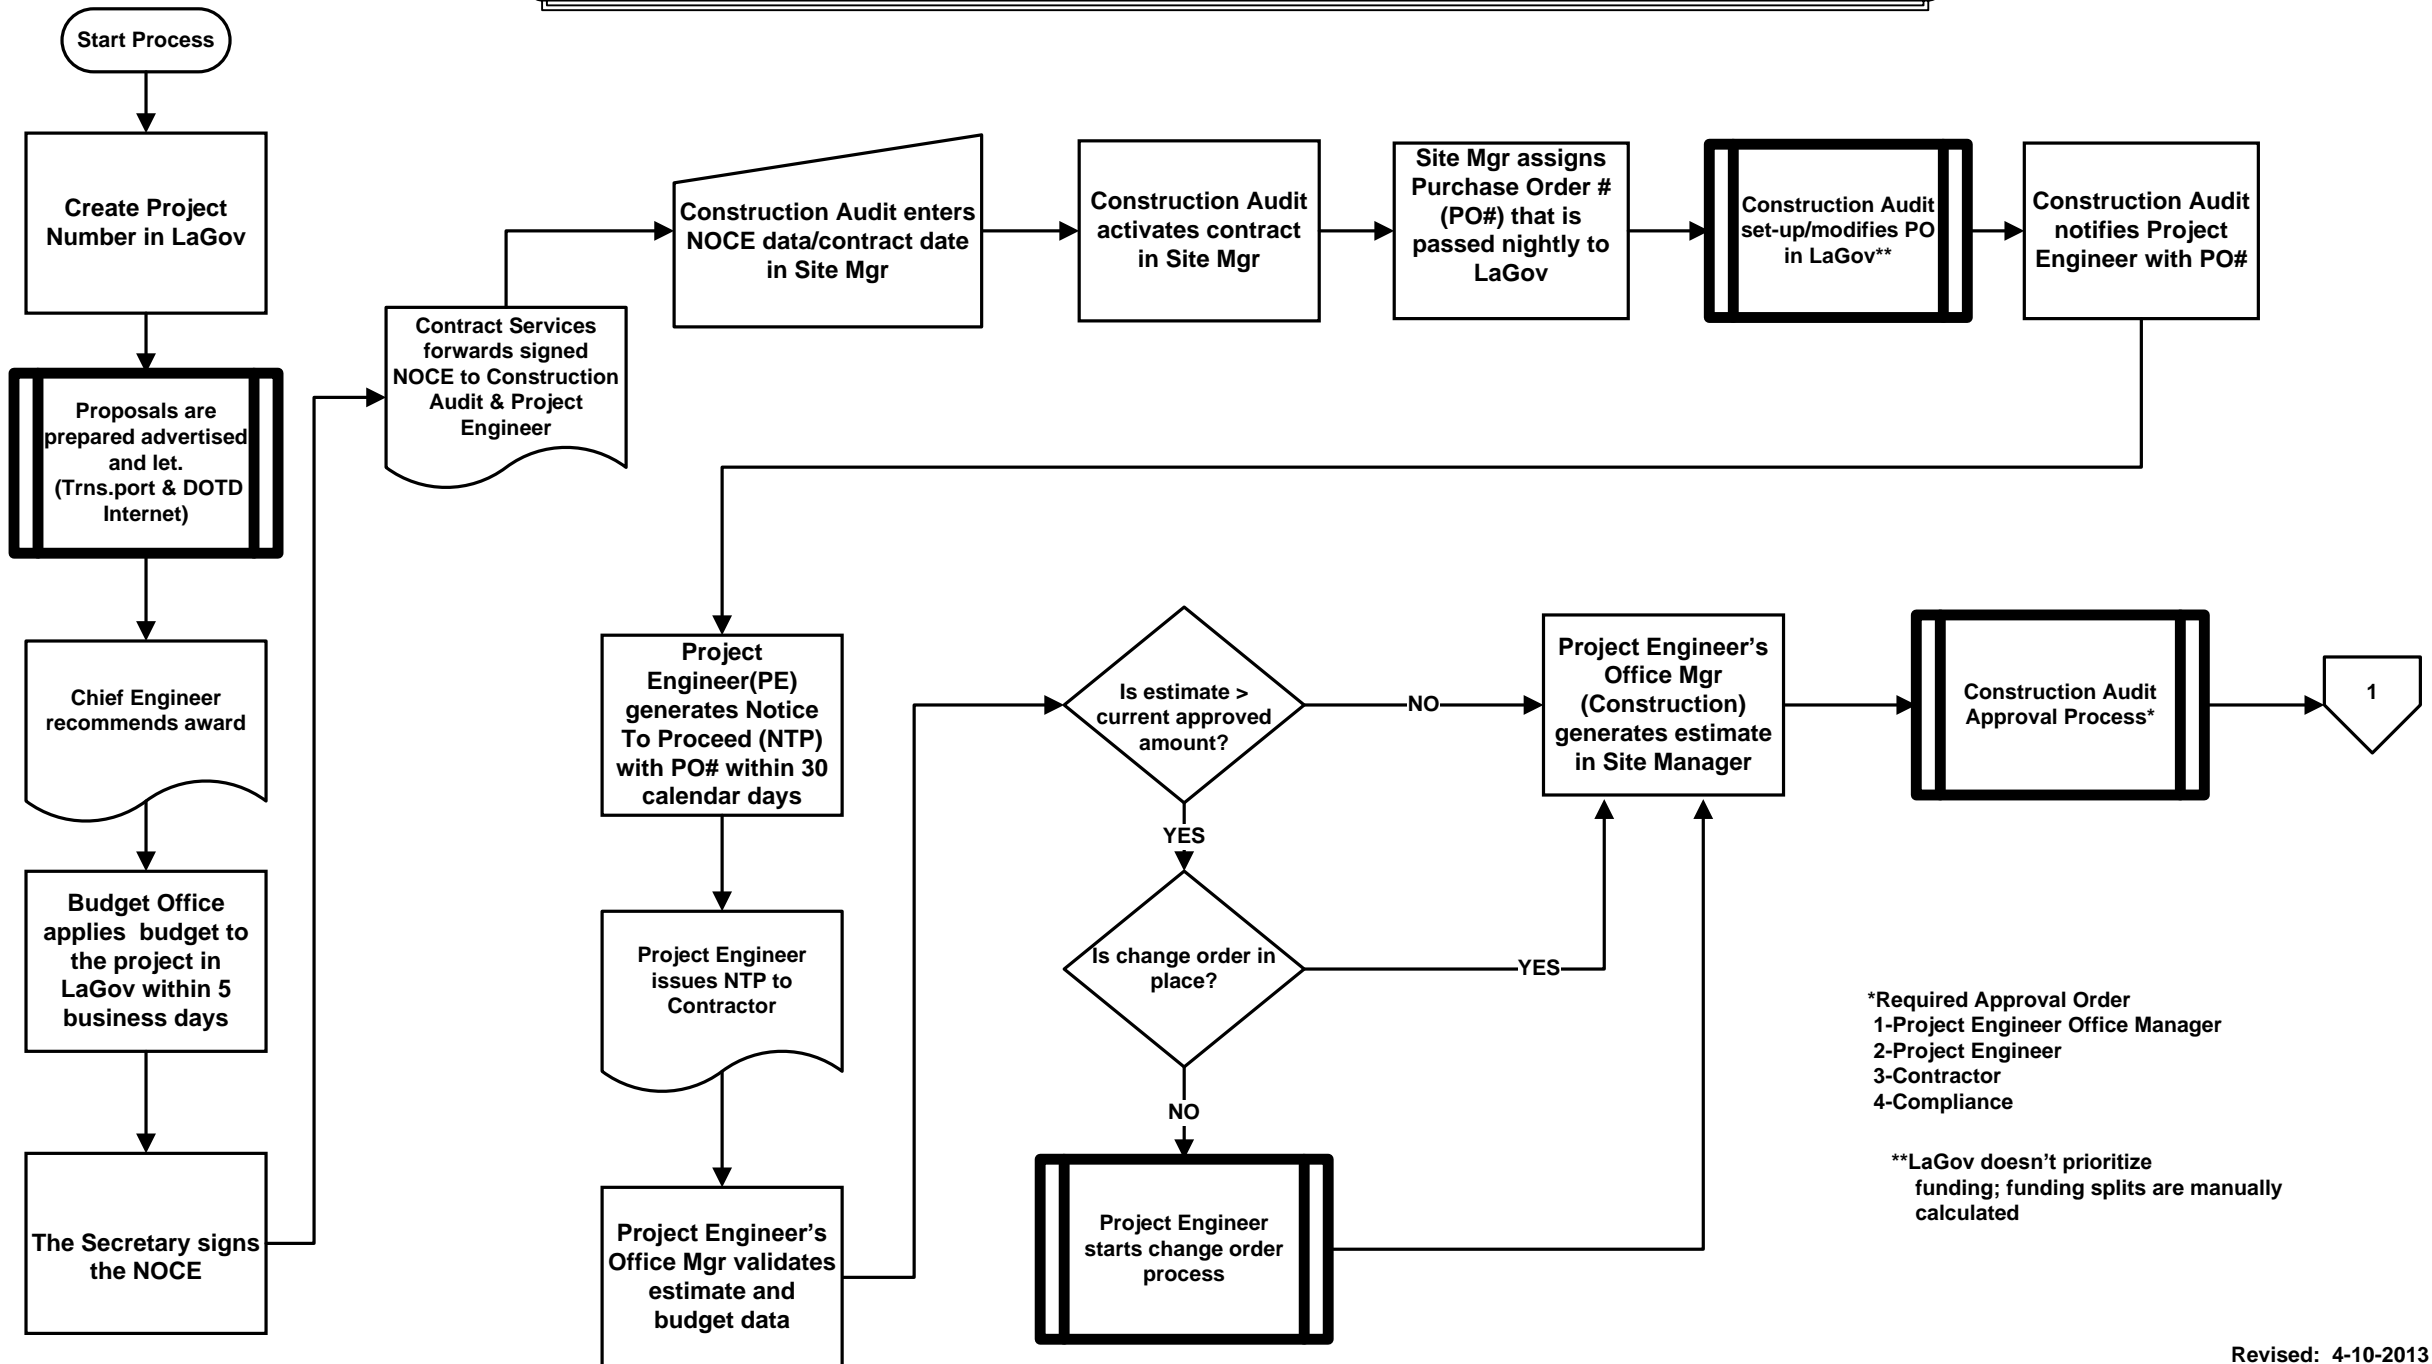 Start Process
Create Project
Number in LaGov
Proposals are
prepared advertised
and let.
(Trns.port & DOTD
Internet)
Chief Engineer
recommends award
Budget Office
applies  budget to
the project in
LaGov within 5
business days
The Secretary signs
the NOCE
Contract Services
forwards signed
NOCE to Construction
Audit & Project
Engineer
Construction Audit enters
NOCE data/contract date
in Site Mgr
Construction Audit
activates contract
in Site Mgr
Site Mgr assigns
Purchase Order #
(PO#) that is
passed nightly to
LaGov
Construction Audit
set-up/modifies PO
in LaGov**
Construction Audit
notifies Project
Engineer with PO#
Project
Engineer(PE)
generates Notice
To Proceed (NTP)
with PO# within 30
calendar days
Project Engineer
issues NTP to
Contractor
Project Engineer’s
Office Mgr validates
estimate and
budget data
Is estimate >
current approved
amount?
NO
YES
Is change order in
place?
YES
NO
Project Engineer
starts change order
process
Project Engineer’s
Office Mgr
(Construction)
generates estimate
in Site Manager
Construction Audit
Approval Process*
1
*Required Approval Order
1-Project Engineer Office Manager
2-Project Engineer
3-Contractor
4-Compliance
**LaGov doesn’t prioritize
funding; funding splits are manually
calculated
Revised:  4-10-2013